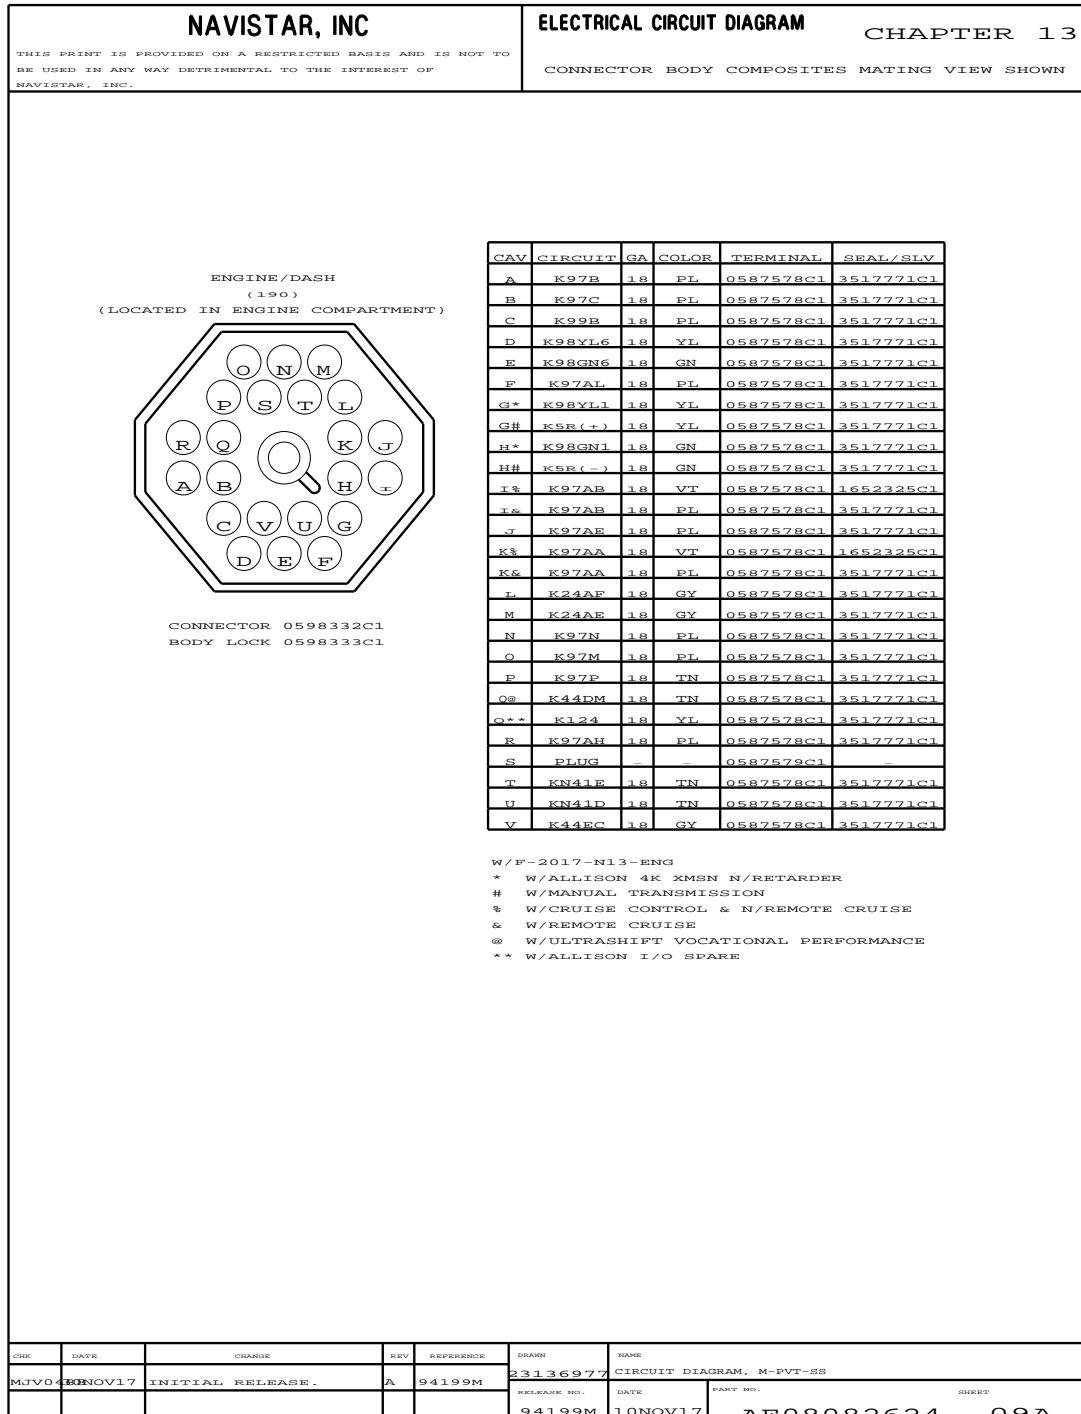 NAVISTAR, INC
THIS PRINT IS PROVIDED ON A RESTRICTED BASIS AND IS NOT TO
BE USED IN ANY WAY DETRIMENTAL TO THE INTEREST OF
NAVISTAR, INC.
ELECTRICAL CIRCUIT DIAGRAM
CHAPTER 13
CONNECTOR BODY COMPOSITES MATING VIEW SHOWN
ENGINE/DASH
(190)
(LOCATED IN ENGINE COMPARTMENT)
O N M
P S T L
R Q K J
A B H I
C V U G
D E F
CONNECTOR 0598332C1
BODY LOCK 0598333C1
CAV CIRCUIT GA COLOR TERMINAL SEAL/SLV
A K97B 18 PL 0587578C1 3517771C1
B K97C 18 PL 0587578C1 3517771C1
C K99B 18 PL 0587578C1 3517771C1
D K98YL6 18 YL 0587578C1 3517771C1
E K98GN6 18 GN 0587578C1 3517771C1
F K97AL 18 PL 0587578C1 3517771C1
G* K98YL1 18 YL 0587578C1 3517771C1
G# K5R(+) 18 YL 0587578C1 3517771C1
H* K98GN1 18 GN 0587578C1 3517771C1
H# K5R(-) 18 GN 0587578C1 3517771C1
I% K97AB 18 VT 0587578C1 1652325C1
I& K97AB 18 PL 0587578C1 3517771C1
J K97AE 18 PL 0587578C1 3517771C1
K% K97AA 18 VT 0587578C1 1652325C1
K& K97AA 18 PL 0587578C1 3517771C1
L K24AF 18 GY 0587578C1 3517771C1
M K24AE 18 GY 0587578C1 3517771C1
N K97N 18 PL 0587578C1 3517771C1
O K97M 18 PL 0587578C1 3517771C1
P K97P 18 TN 0587578C1 3517771C1
Q@ K44DM 18 TN 0587578C1 3517771C1
Q** K124 18 YL 0587578C1 3517771C1
R K97AH 18 PL 0587578C1 3517771C1
S PLUG - - 0587579C1 -
T KN41E 18 TN 0587578C1 3517771C1
U KN41D 18 TN 0587578C1 3517771C1
V K44EC 18 GY 0587578C1 3517771C1
W/F-2017-N13-ENG
* W/ALLISON 4K XMSN N/RETARDER
# W/MANUAL TRANSMISSION
% W/CRUISE CONTROL & N/REMOTE CRUISE
& W/REMOTE CRUISE
@ W/ULTRASHIFT VOCATIONAL PERFORMANCE
** W/ALLISON I/O SPARE
CHK DATE CHANGE REV REFERENCE
INITIAL RELEASE. A 94199M
DRAWN
23136977
NAME
CIRCUIT DIAGRAM, M-PVT-SS
RELEASE NO. DATE PART NO. SHEET
94199M 10NOV17 AF08082634 09A